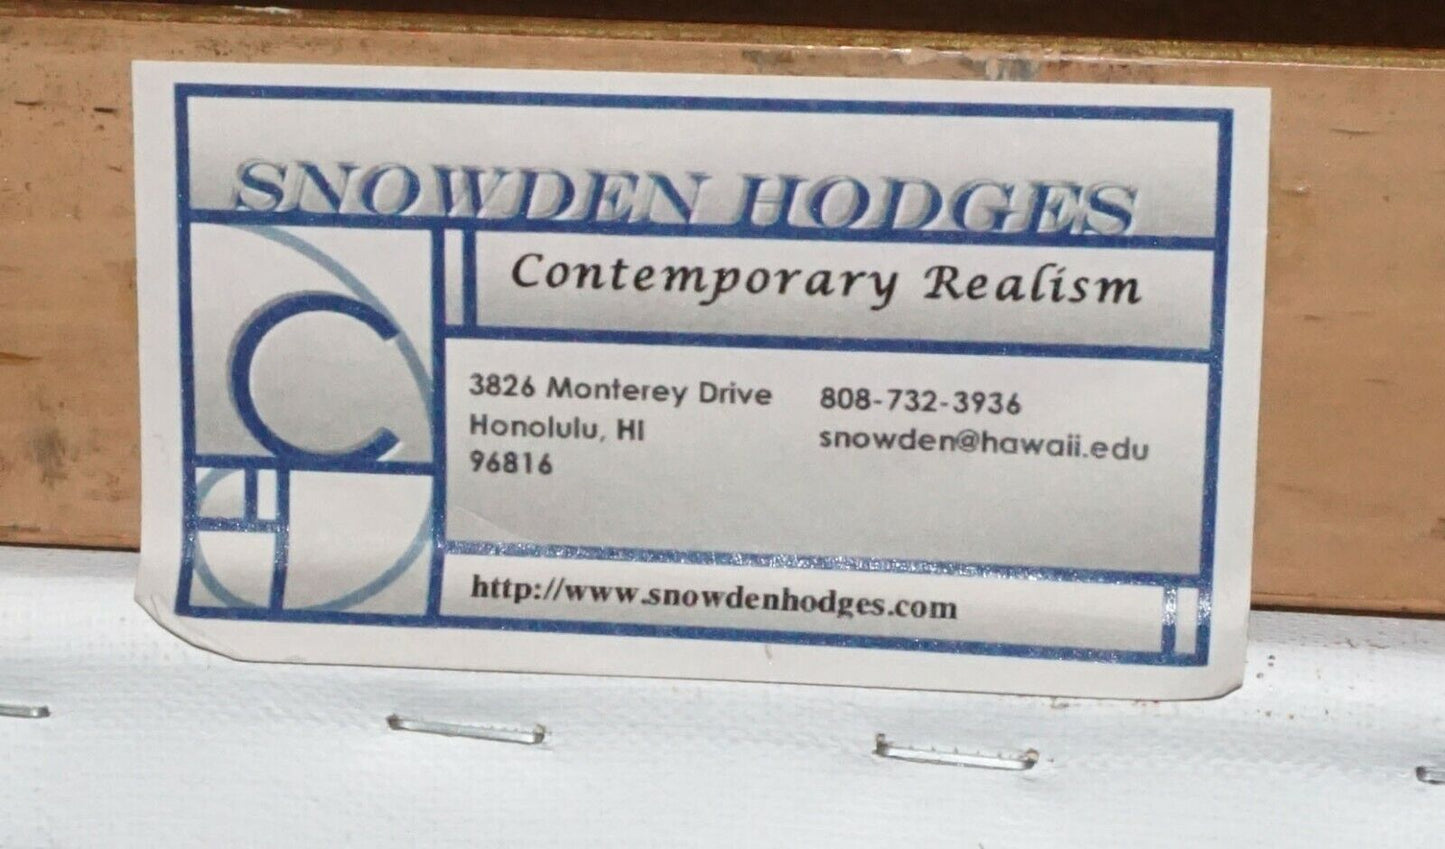 SNOWDEN HODGES
Contemporary Realism
3826 Monterey Drive
Honolulu, HI
96816
808-732-3936
snowden@hawaii.edu
http://www.snowdenhodges.com